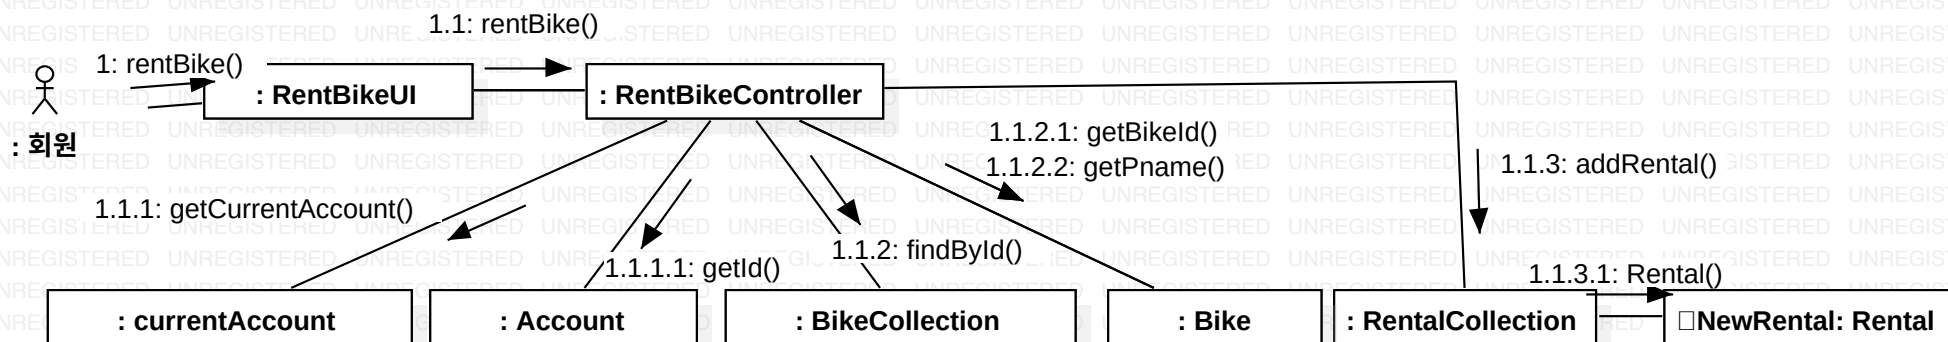 1.1: rentBike()
1: rentBike()
: RentBikeUI
: RentBikeController
: 회원
1.1.2.1: getBikeId()
1.1.2.2: getPname()
1.1.3: addRental()
1.1.1: getCurrentAccount()
1.1.1.1: getId()
1.1.2: findById()
1.1.3.1: Rental()
: currentAccount
: Account
: BikeCollection
: Bike
: RentalCollection
NewRental: Rental
UNREGISTERED